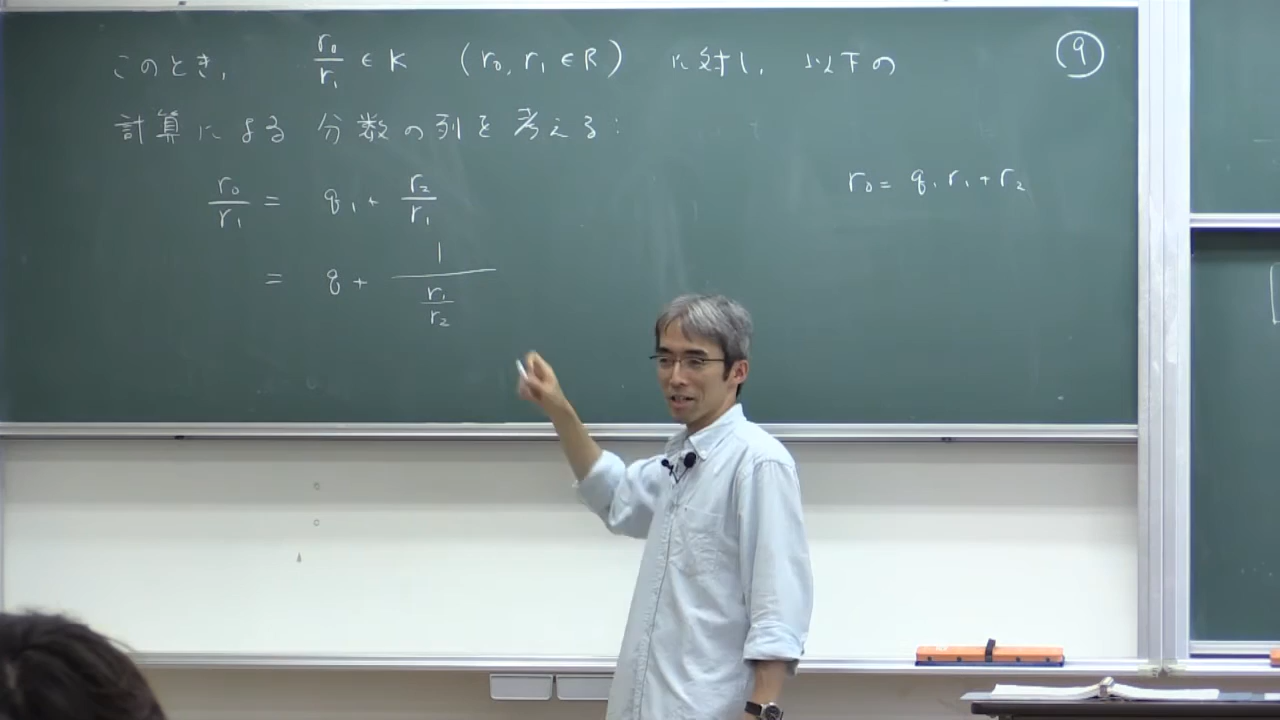 このとき, r₀/r₁ ∈ K (r₀, r₁ ∈ R) に対し, 以下の
⑨
計算による 分数の列を 考える:
r₀/r₁ = q₁ + r₂/r₁
r₀ = q₁ r₁ + r₂
= q + 1/(r₁/r₂)